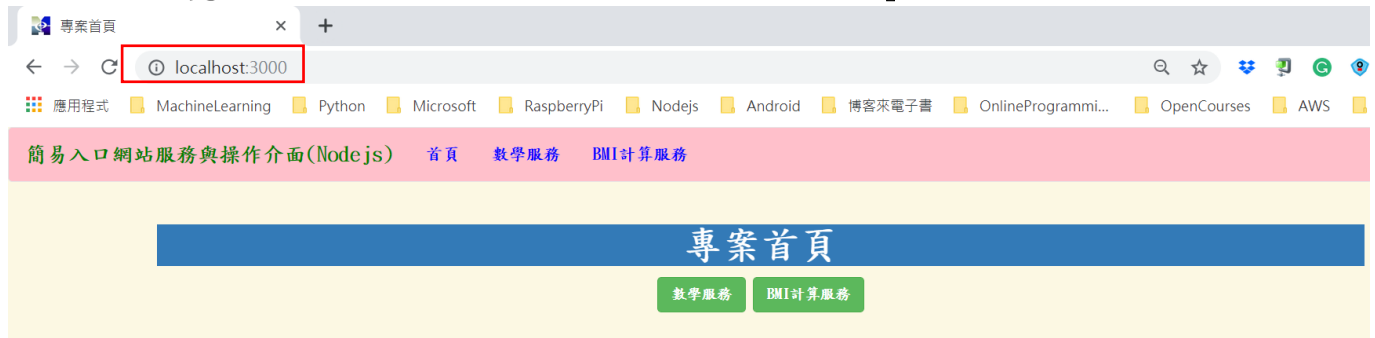 專案首頁
localhost:3000
應用程式 MachineLearning Python Microsoft RaspberryPi Nodejs Android 博客來電子書 OnlineProgrammi... OpenCourses AWS
簡易入口網站服務與操作介面(Nodejs) 首頁 數學服務 BMI計算服務
專案首頁
數學服務 BMI計算服務